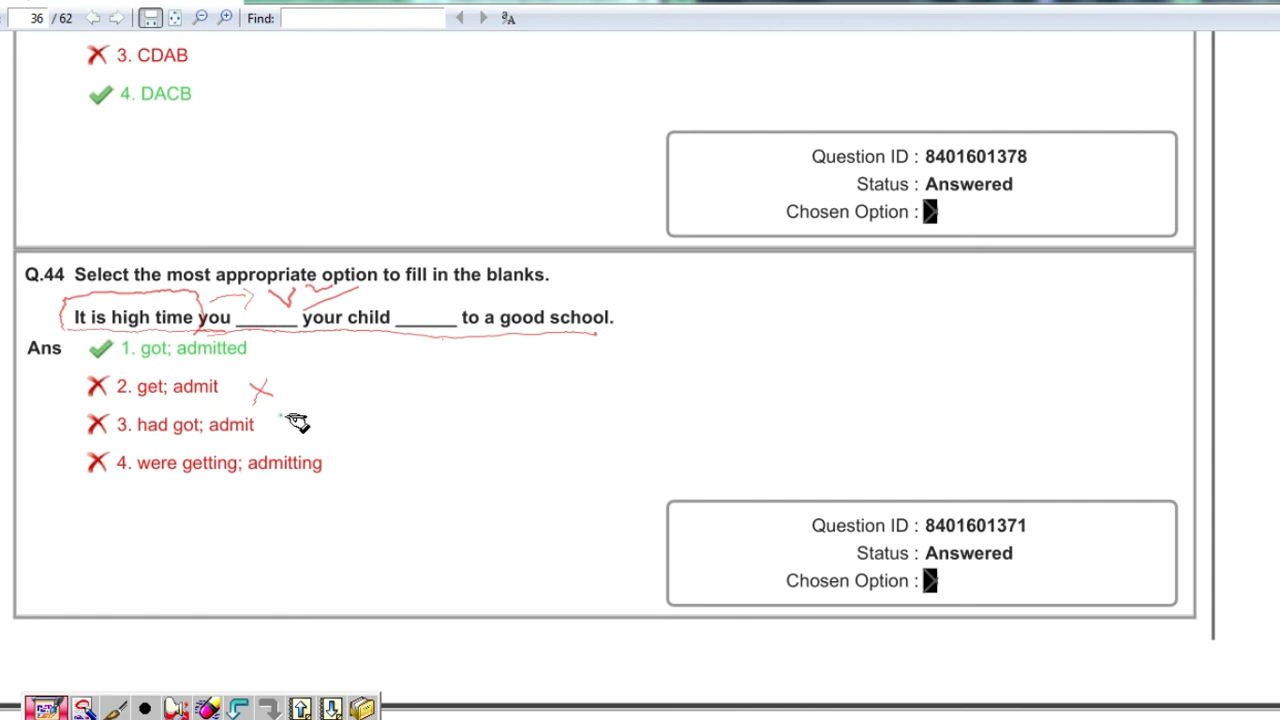 36 / 62 Find:
3. CDAB
4. DACB
Question ID : 8401601378
Status : Answered
Chosen Option :
Q.44 Select the most appropriate option to fill in the blanks.
It is high time you ______ your child ______ to a good school.
Ans 1. got; admitted
2. get; admit
3. had got; admit
4. were getting; admitting
Question ID : 8401601371
Status : Answered
Chosen Option :